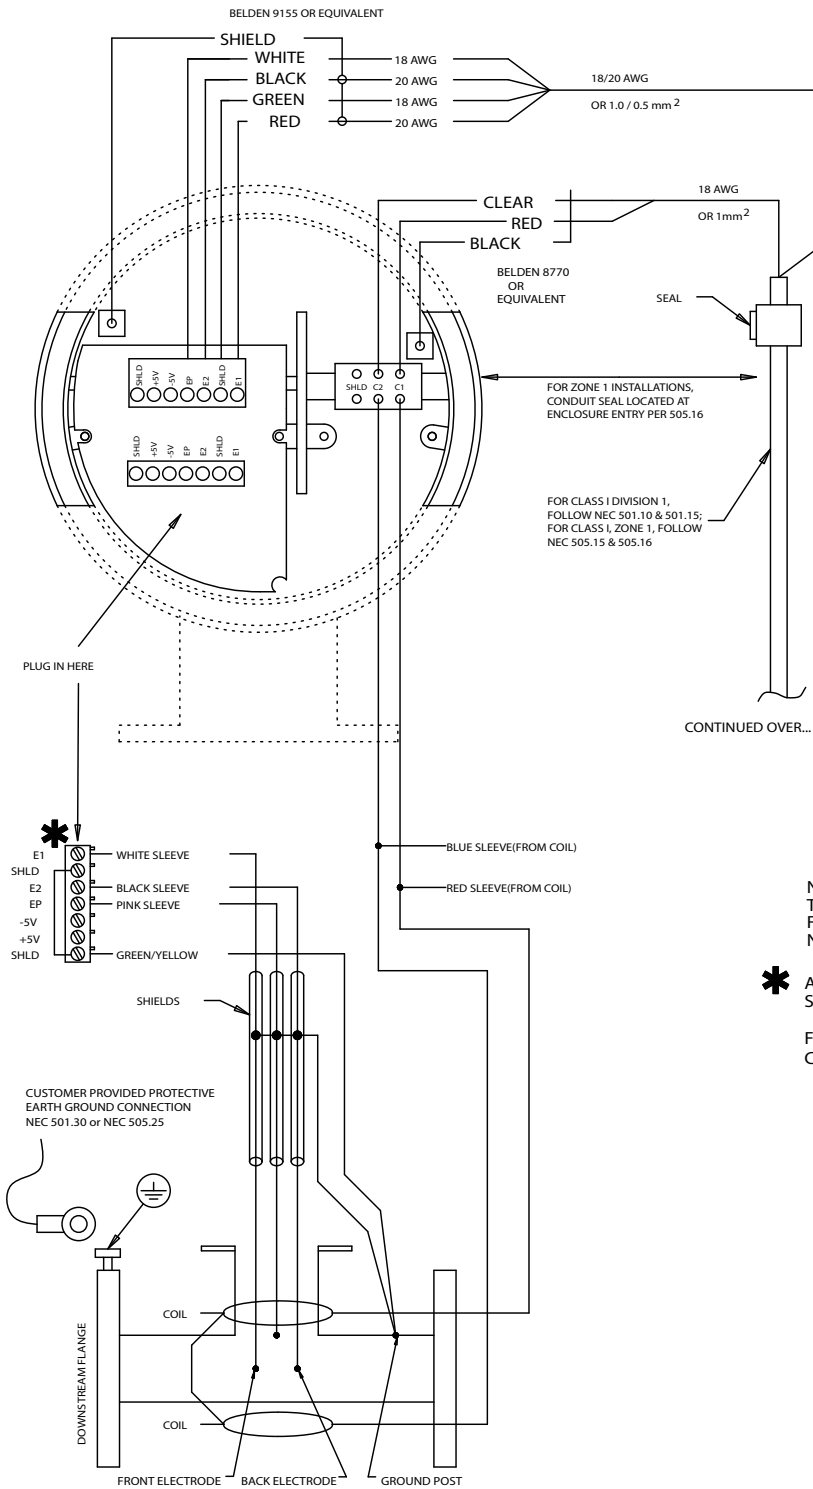 BELDEN 9155 OR EQUIVALENT
SHIELD
WHITE
18 AWG
BLACK
20 AWG
18/20 AWG
GREEN
18 AWG
OR 1.0 / 0.5 mm 2
RED
20 AWG
CLEAR
18 AWG
RED
OR 1mm2
BLACK
BELDEN 8770
OR
EQUIVALENT
SEAL
SHLD
+5V
-5V
EP
E2
SHLD
E1
SHLD
C2
C1
FOR ZONE 1 INSTALLATIONS,
CONDUIT SEAL LOCATED AT
ENCLOSURE ENTRY PER 505.16
SHLD
+5V
-5V
EP
E2
SHLD
E1
FOR CLASS I DIVISION 1,
FOLLOW NEC 501.10 & 501.15;
FOR CLASS I, ZONE 1, FOLLOW
NEC 505.15 & 505.16
PLUG IN HERE
CONTINUED OVER...
E1
WHITE SLEEVE
BLUE SLEEVE(FROM COIL)
SHLD
E2
BLACK SLEEVE
RED SLEEVE(FROM COIL)
EP
PINK SLEEVE
-5V
+5V
SHLD
GREEN/YELLOW
N
T
F
N
A
S
F
C
SHIELDS
CUSTOMER PROVIDED PROTECTIVE
EARTH GROUND CONNECTION
NEC 501.30 or NEC 505.25
COIL
DOWNSTREAM FLANGE
COIL
FRONT ELECTRODE
BACK ELECTRODE
GROUND POST